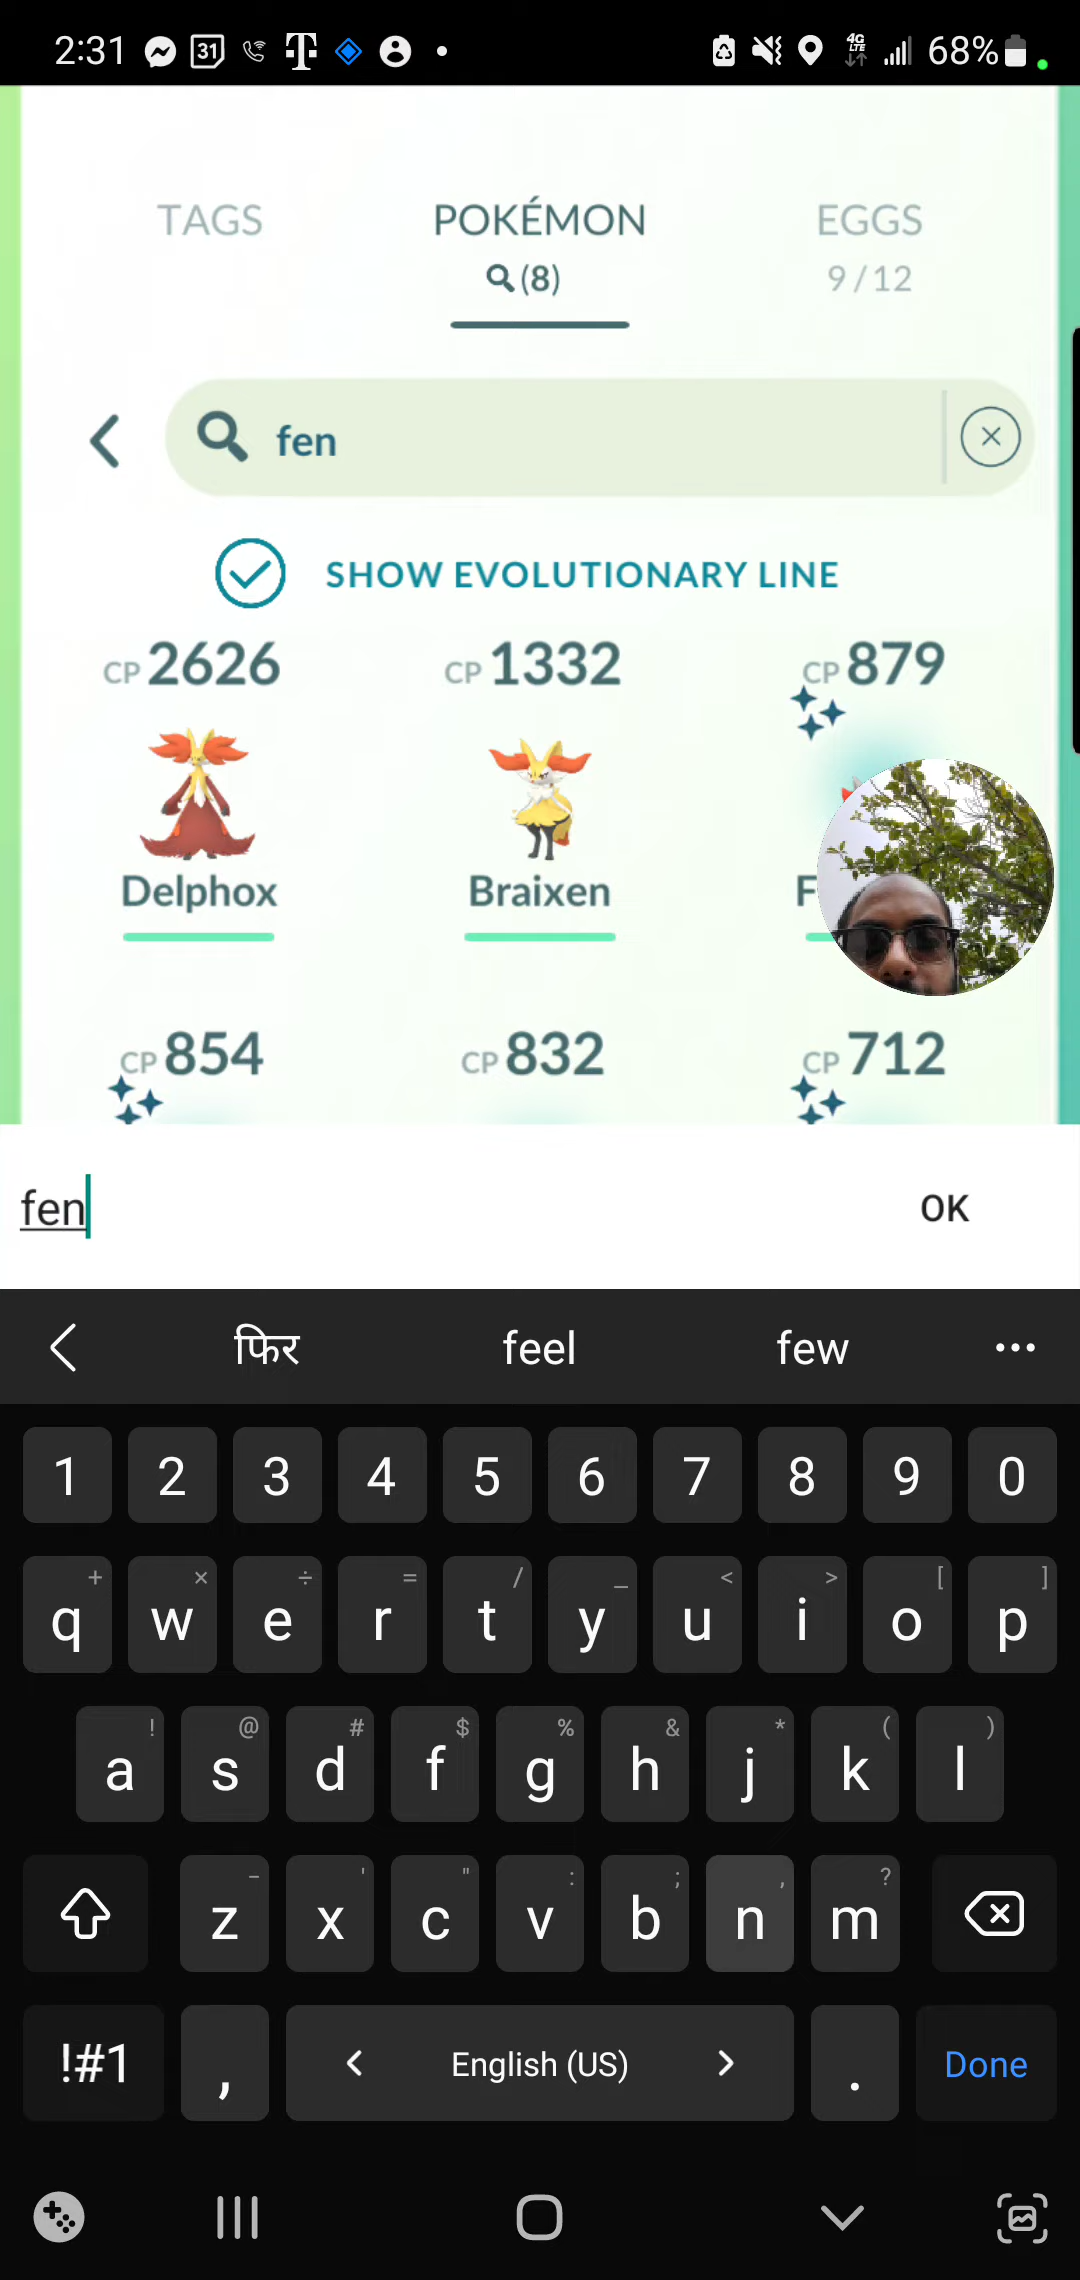 2:31 31 4G LTE 68%
TAGS POKÉMON EGGS
(8) 9/12
fen
SHOW EVOLUTIONARY LINE
CP 2626 CP 1332 CP 879
Delphox Braixen F
CP 854 CP 832 CP 712
fen OK
फिर feel few
1 2 3 4 5 6 7 8 9 0
+ × ÷ = / _ < > [ ]
q w e r t y u i o p
! @ # $ % & * ( )
a s d f g h j k l
- ' " : ; , ?
z x c v b n m
!#1 , < English (US) > . Done